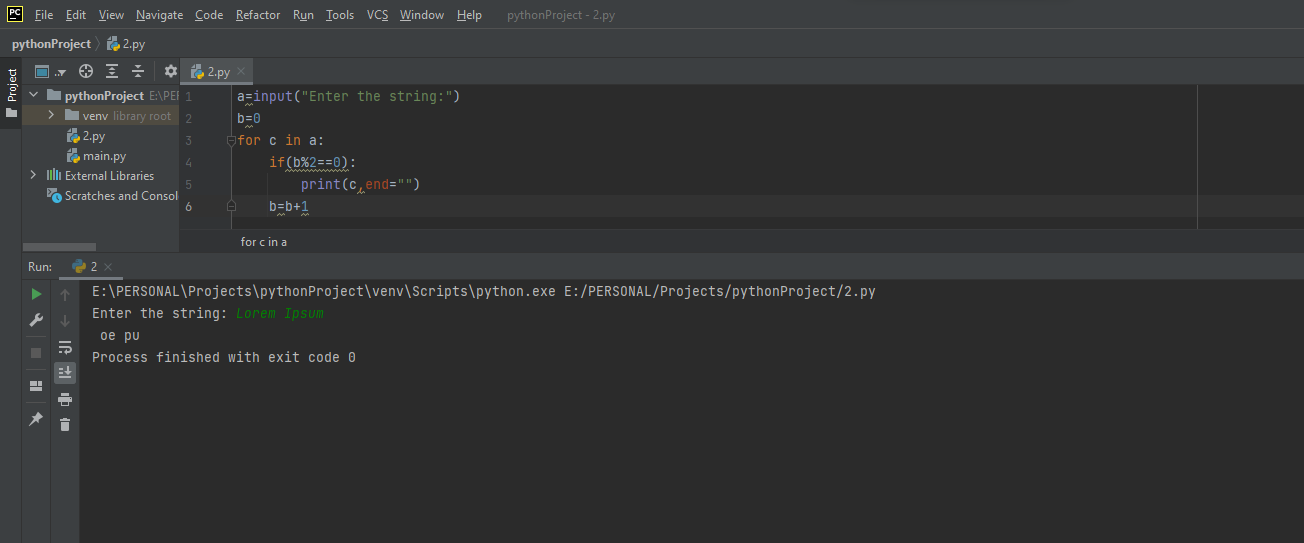 PC File Edit View Navigate Code Refactor Run Tools VCS Window Help pythonProject - 2.py
pythonProject 2.py
Project
.. 2.py
pythonProject E:\PER
venv library root
2.py
main.py
External Libraries
Scratches and Consol
1 a=input("Enter the string:")
2 b=0
3 for c in a:
4     if(b%2==0):
5         print(c,end="")
6     b=b+1
for c in a
Run: 2
E:\PERSONAL\Projects\pythonProject\venv\Scripts\python.exe E:/PERSONAL/Projects/pythonProject/2.py
Enter the string: Lorem Ipsum
 oe pu
Process finished with exit code 0